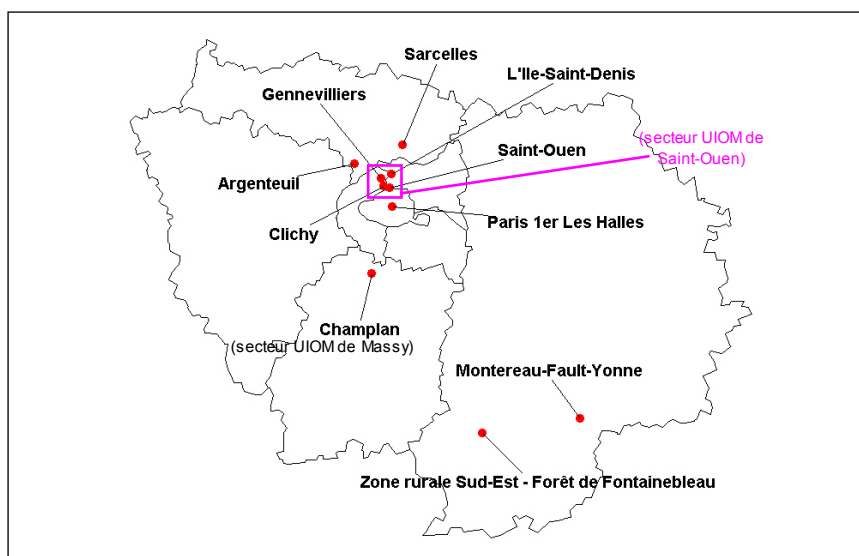 Sarcelles
L'Ile-Saint-Denis
Gennevilliers
(secteur UIOM de
Saint-Ouen)
Saint-Ouen
Argenteuil
Clichy
Paris 1er Les Halles
Champlan
(secteur UIOM de Massy)
Montereau-Fault-Yonne
Zone rurale Sud-Est - Forêt de Fontainebleau